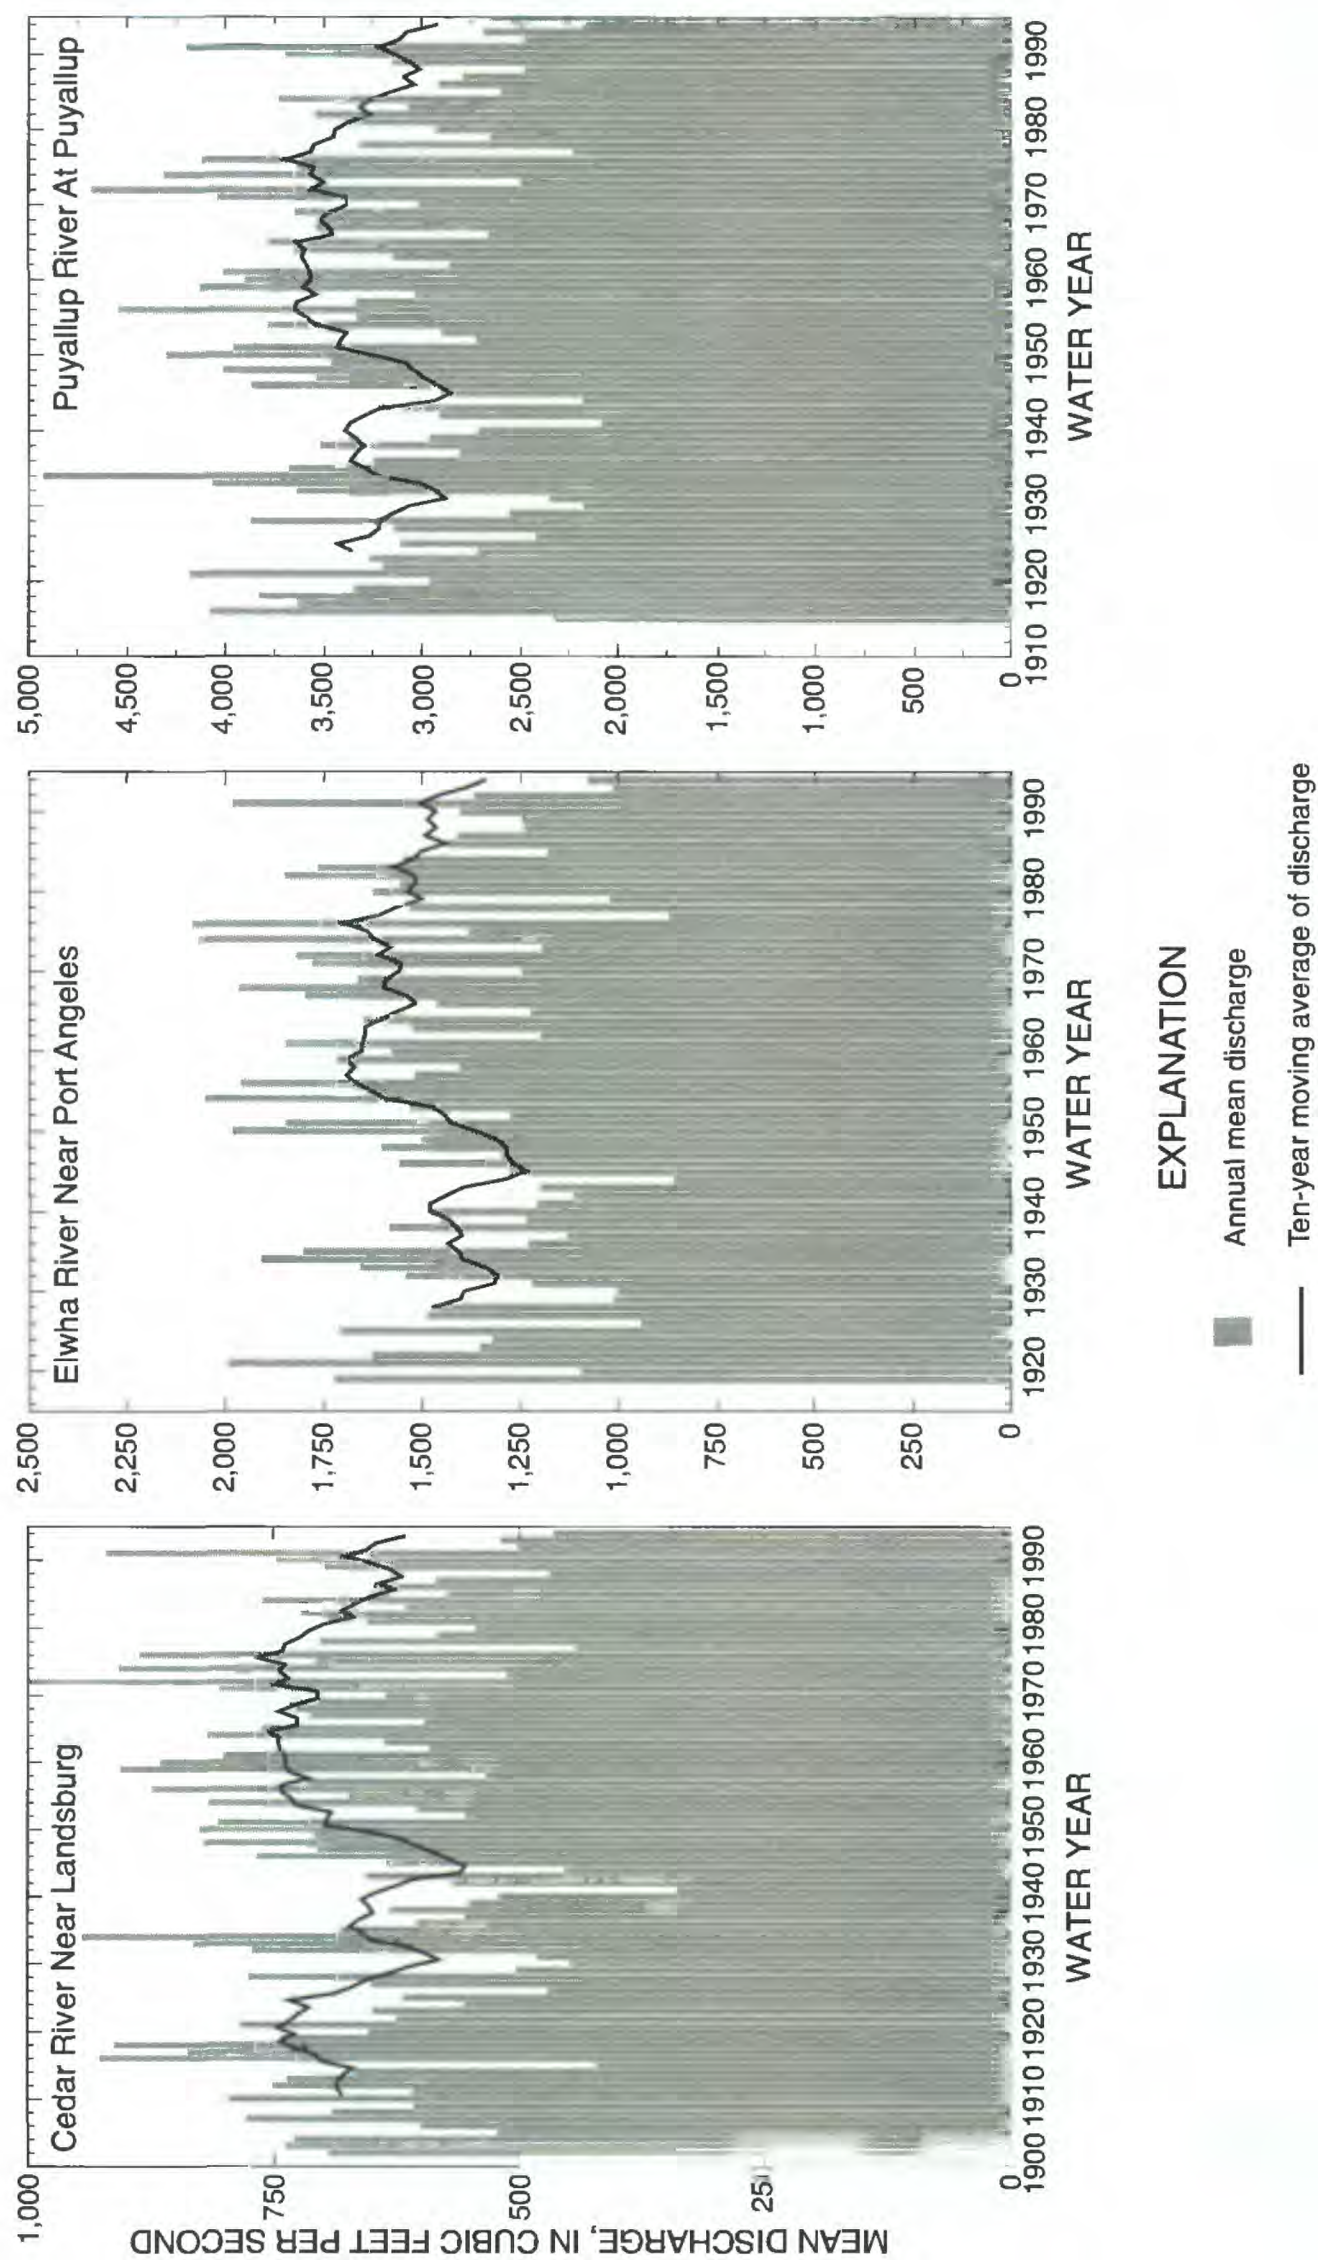 MEAN DISCHARGE, IN CUBIC FEET PER SECOND
Cedar River Near Landsburg
1,000
750
500
250
0
1900 1910 1920 1930 1940 1950 1960 1970 1980 1990
WATER YEAR
Elwha River Near Port Angeles
2,500
2,250
2,000
1,750
1,500
1,250
1,000
750
500
250
0
1920 1930 1940 1950 1960 1970 1980 1990
WATER YEAR
Puyallup River At Puyallup
5,000
4,500
4,000
3,500
3,000
2,500
2,000
1,500
1,000
500
0
1910 1920 1930 1940 1950 1960 1970 1980 1990
WATER YEAR
EXPLANATION
Annual mean discharge
Ten-year moving average of discharge